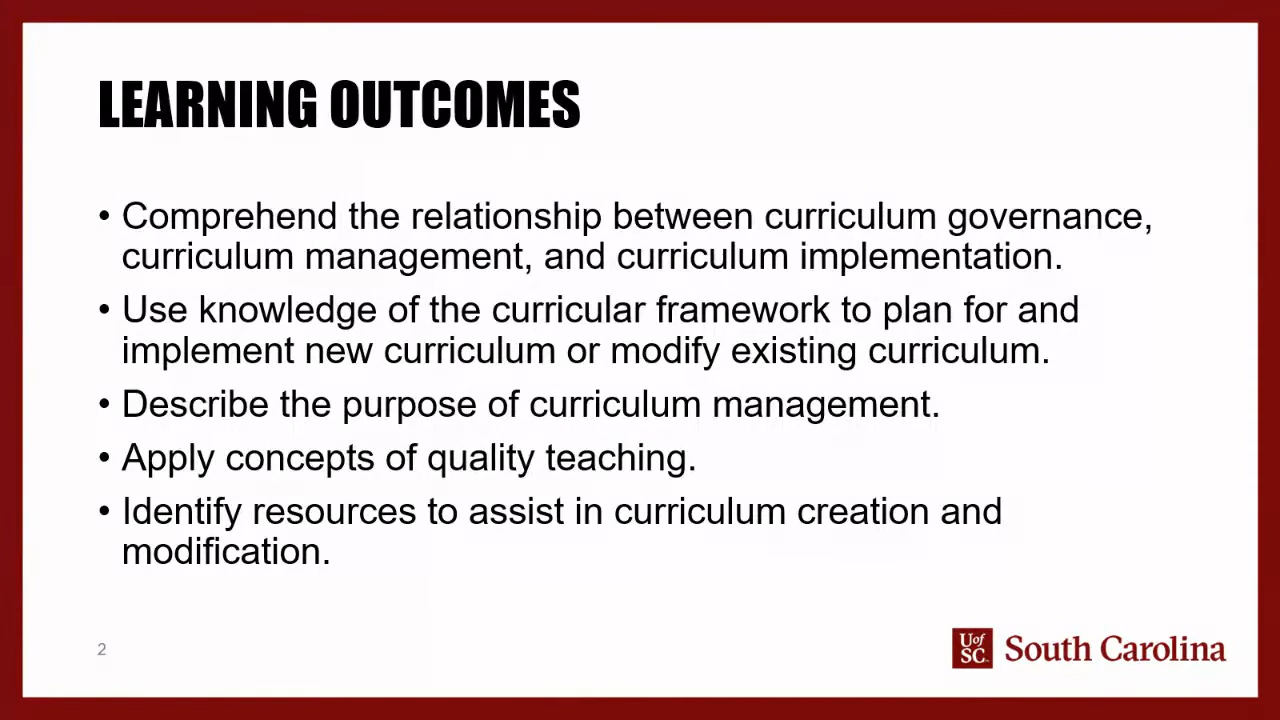 LEARNING OUTCOMES
• Comprehend the relationship between curriculum governance,
curriculum management, and curriculum implementation.
• Use knowledge of the curricular framework to plan for and
implement new curriculum or modify existing curriculum.
• Describe the purpose of curriculum management.
• Apply concepts of quality teaching.
• Identify resources to assist in curriculum creation and
modification.
2
UofSC
South Carolina